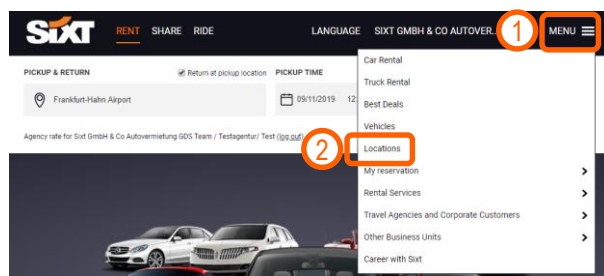 SIXT RENT SHARE RIDE LANGUAGE SIXT GMBH & CO AUTOVER... 1 MENU
PICKUP & RETURN Return at pickup location PICKUP TIME
Frankfurt-Hahn Airport 09/11/2019 12:
Agency rate for Sixt GmbH & Co Autovermietung GDS Team / Testagentur/ Test (log out)
Car Rental
Truck Rental
Best Deals
Vehicles
2 Locations
My reservation
Rental Services
Travel Agencies and Corporate Customers
Other Business Units
Career with Sixt